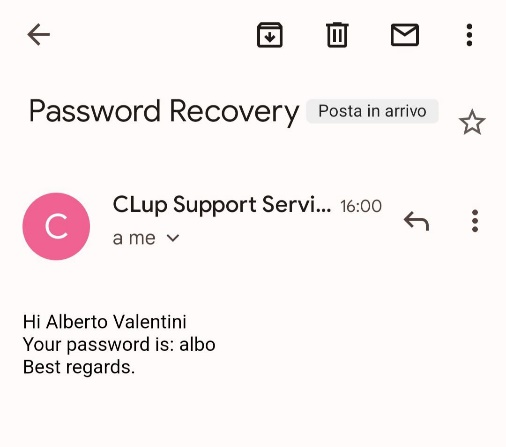 Password Recovery Posta in arrivo
C
CLup Support Servi... 16:00
a me
Hi Alberto Valentini
Your password is: albo
Best regards.